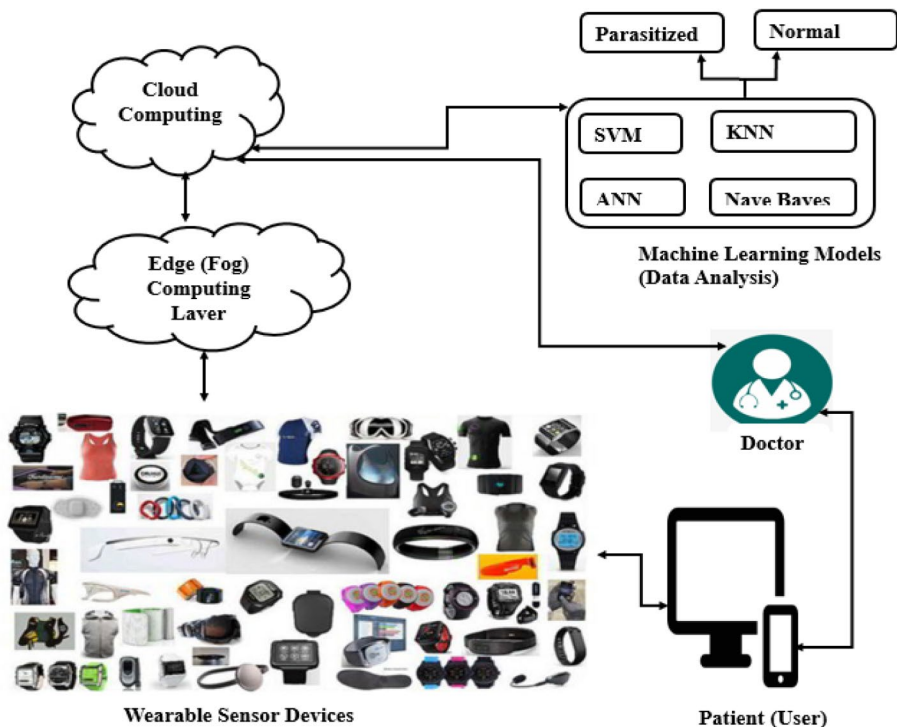 Parasitized
Normal
Cloud
Computing
SVM
KNN
ANN
Nave Bayes
Machine Learning Models
(Data Analysis)
Edge (Fog)
Computing
Layer
Doctor
Wearable Sensor Devices
Patient (User)